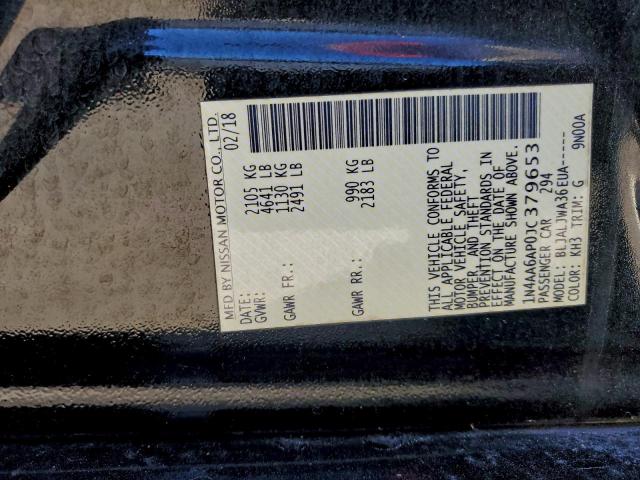 MFD BY NISSAN MOTOR CO., LTD.
DATE: 02/18
GVWR: 2105 KG
4641 LB
GAWR FR.: 1130 KG
2491 LB
GAWR RR.: 990 KG
2183 LB
THIS VEHICLE CONFORMS TO
ALL APPLICABLE FEDERAL
MOTOR VEHICLE SAFETY,
BUMPER, AND THEFT
PREVENTION STANDARDS IN
EFFECT ON THE DATE OF
MANUFACTURE SHOWN ABOVE.
1N4AA6AP0JC379653
PASSENGER CAR 794
MODEL: BLJALJWA36EUA-----
COLOR: KH3 TRIM: G 9N00A